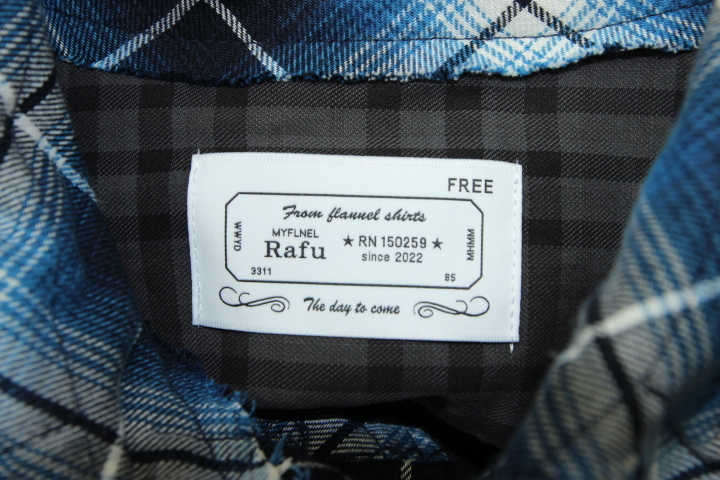 FREE
From flannel shirts
WWYD
MYFLNEL
Rafu
★ RN 150259 ★
since 2022
MHMM
3311
85
The day to come